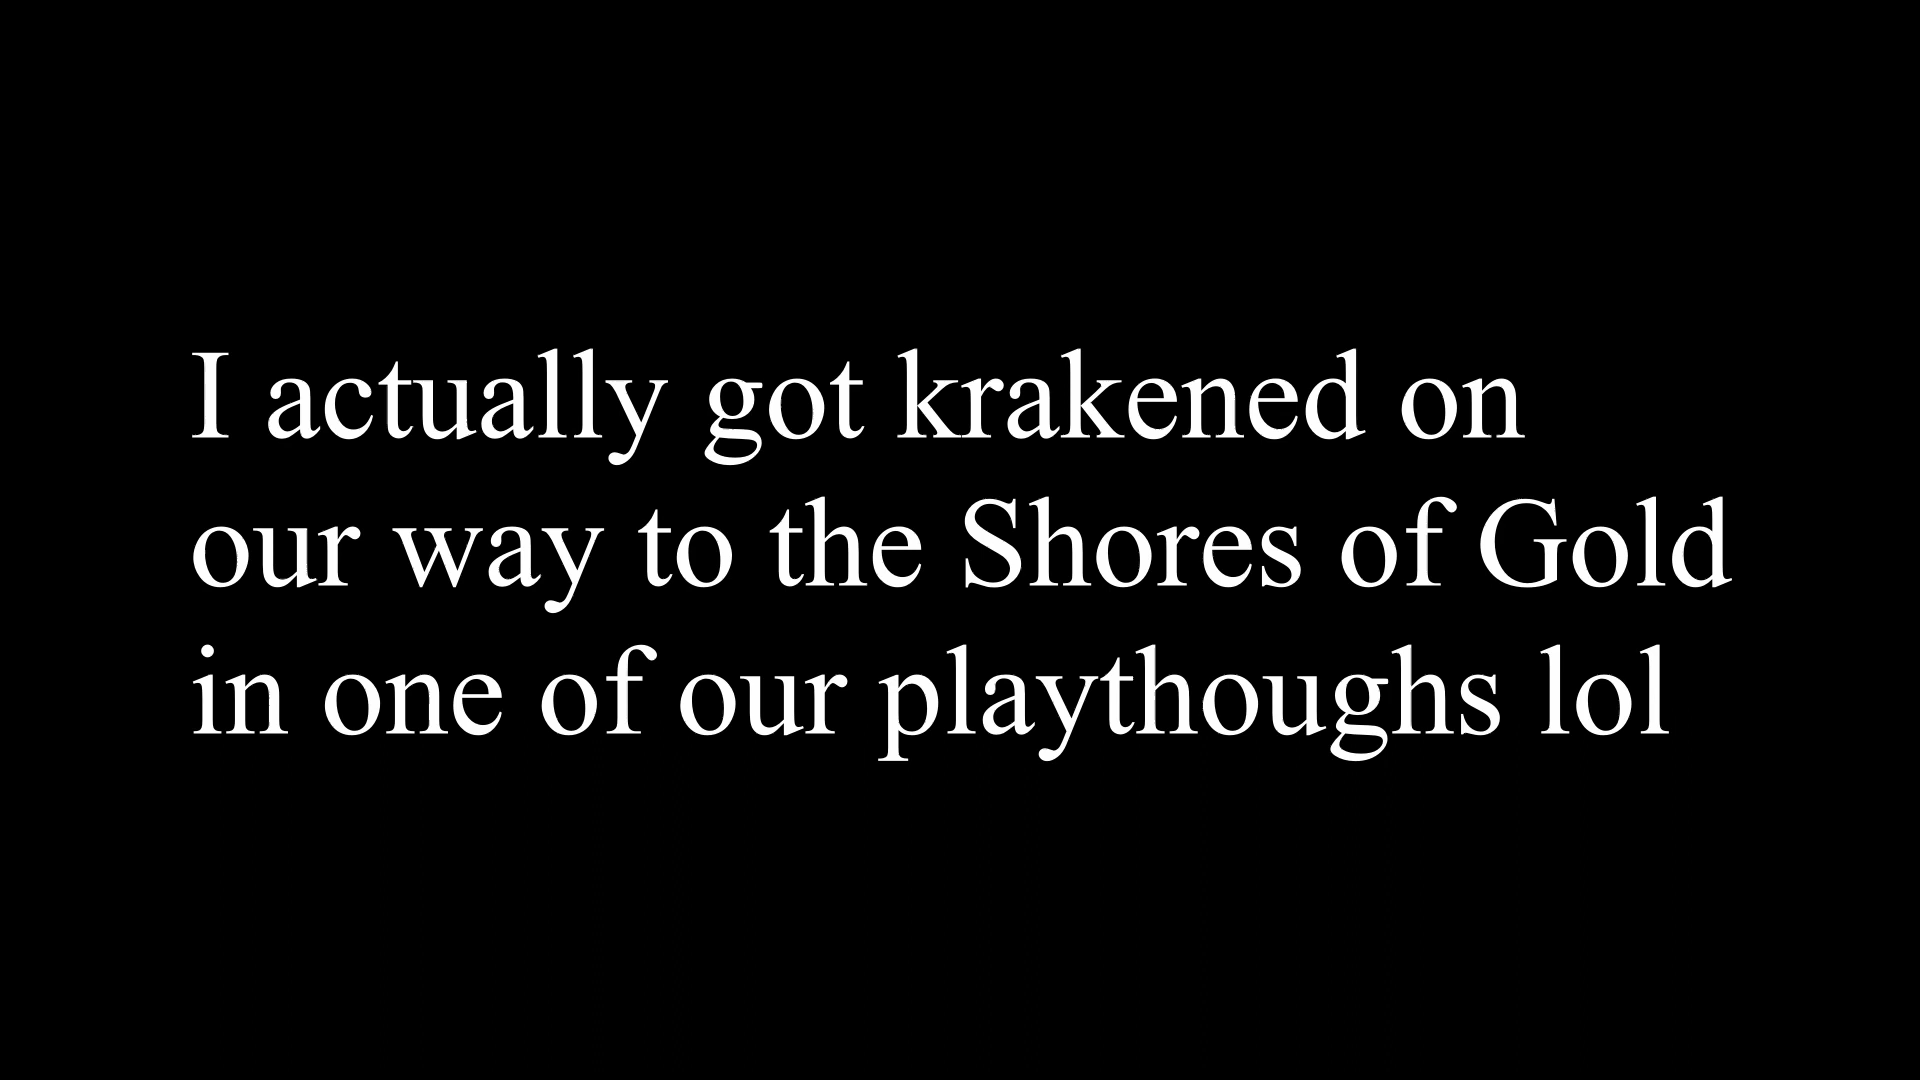 I actually got krakened on
our way to the Shores of Gold
in one of our playthoughs lol